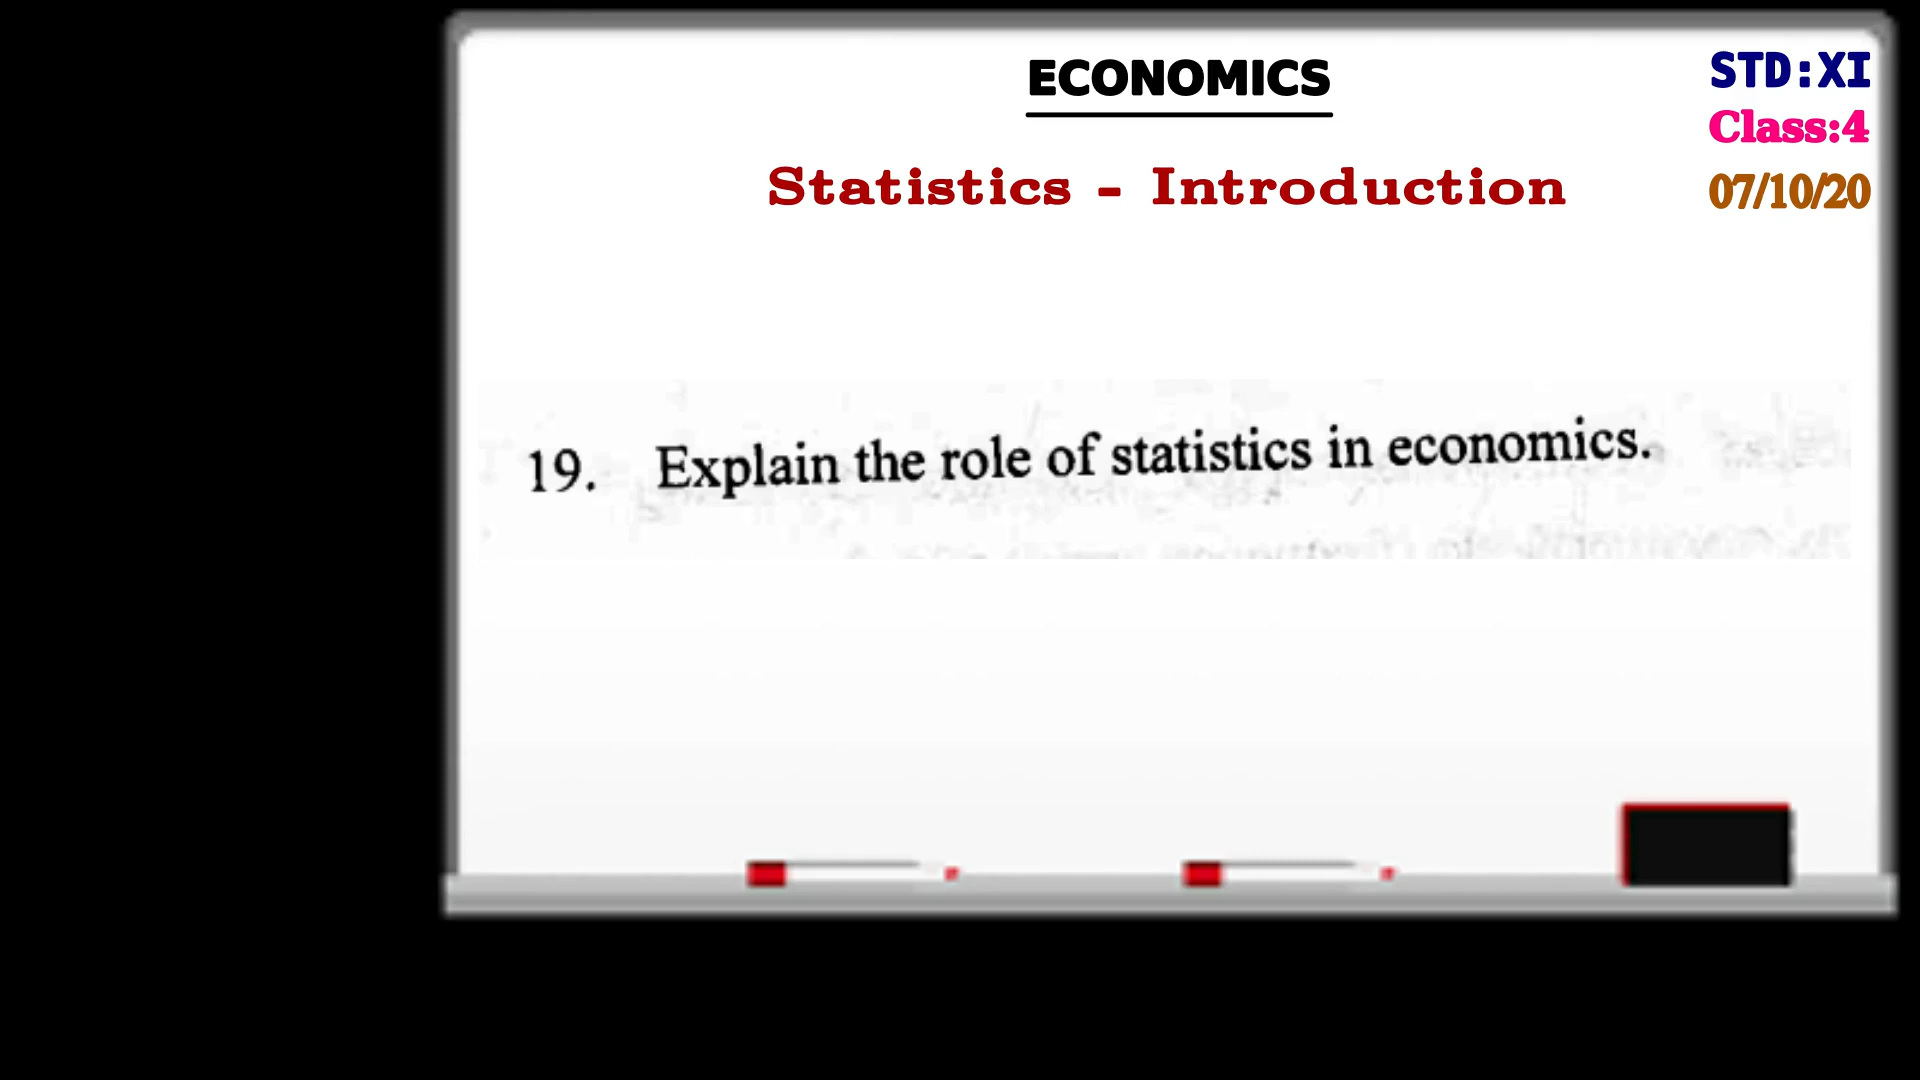 ECONOMICS
STD:XI
Class:4
Statistics - Introduction
07/10/20
19. Explain the role of statistics in economics.